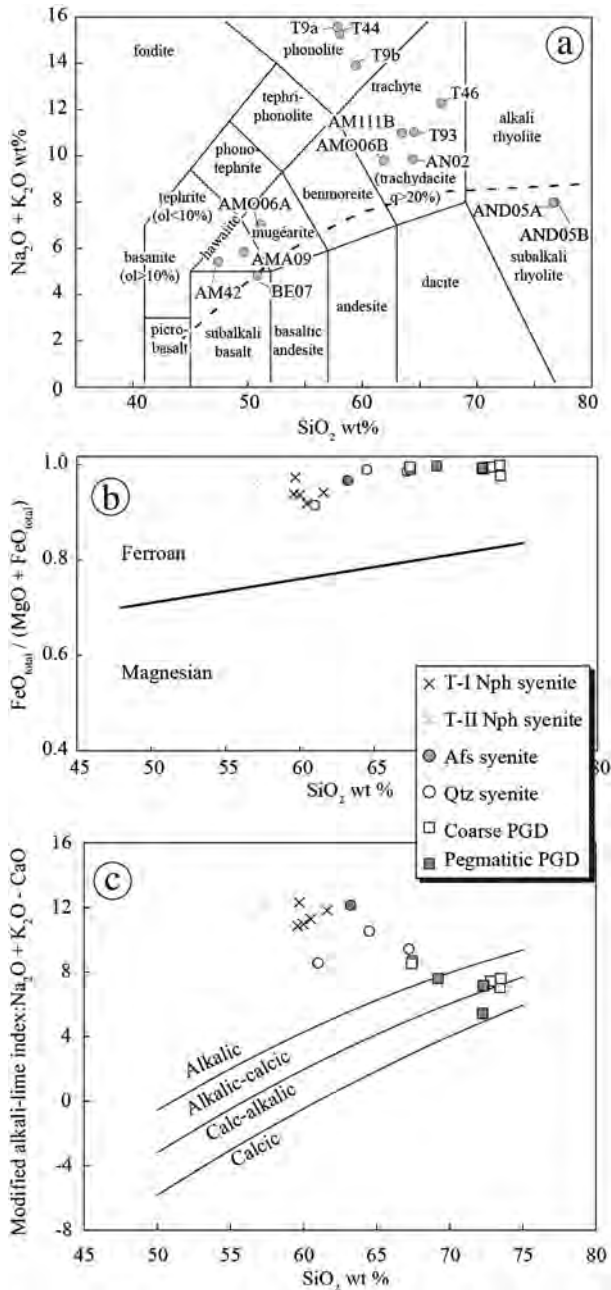 a
Na₂O + K₂O wt%
16
14
12
10
8
6
4
2
0
foidite
T9a
T44
phonolite
T9b
tephri-
phonolite
trachyte
T46
alkali
rhyolite
AM111B
T93
AMO06B
AN02
phono-
tephrite
(trachydacite
q>20%)
benmoreite
tephrite
(ol<10%)
AMO06A
AND05A
AND05B
hawaiite
mugéarite
basanite
(ol>10%)
AMA09
subalkali
rhyolite
AM42
BE07
dacite
andesite
picro-
basalt
subalkali
basalt
basaltic
andesite
40 50 60 70 80
SiO₂ wt%
b
FeO_total / (MgO + FeO_total)
1.0
0.8
0.6
0.4
Ferroan
Magnesian
45 50 55 60 65 80
SiO₂ wt %
T-I Nph syenite
T-II Nph syenite
Afs syenite
Qtz syenite
Coarse PGD
Pegmatitic PGD
c
Modified alkali-lime index:Na₂O + K₂O - CaO
16
12
8
4
0
-4
-8
Alkalic
Alkalic-calcic
Calc-alkalic
Calcic
45 50 55 60 65 70 75 80
SiO₂ wt %